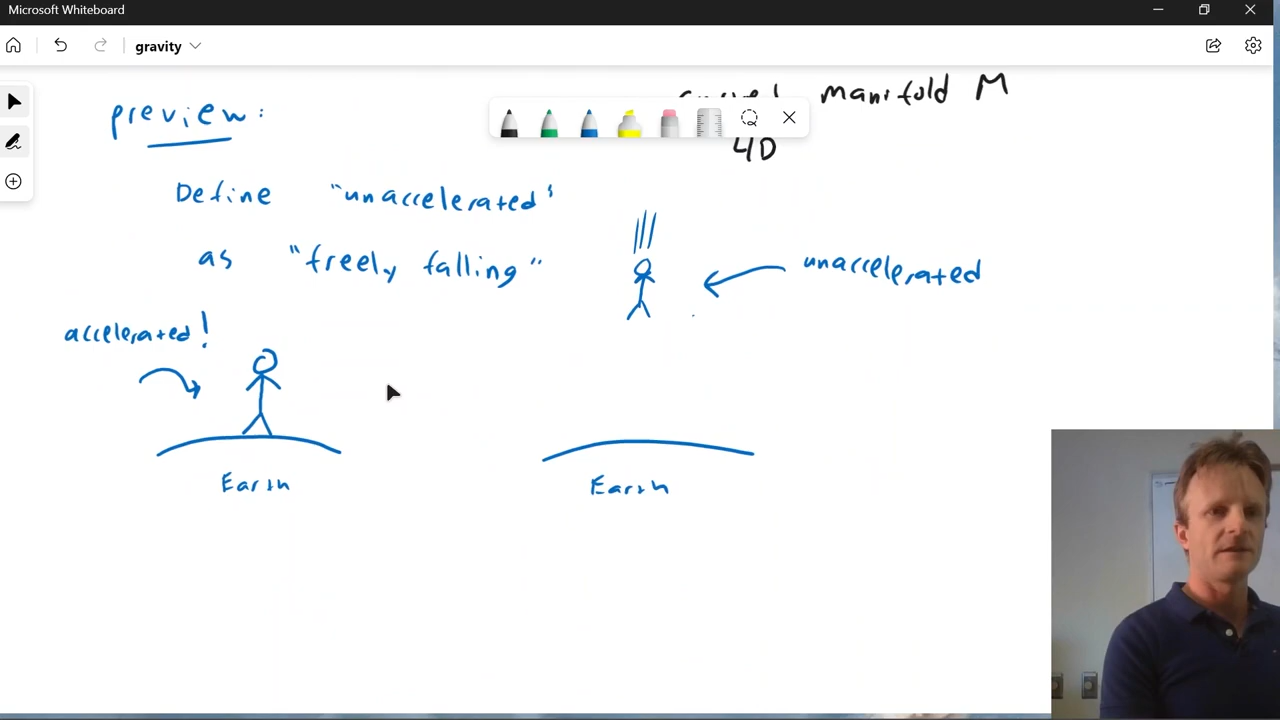 Microsoft Whiteboard
gravity
preview:
manifold M
4D
Define "unaccelerated"
as "freely falling"
unaccelerated
accelerated!
Earth
Earth